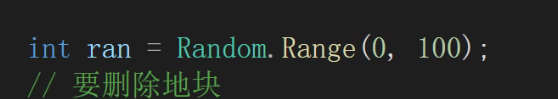 int ran = Random.Range(0, 100);
// 要删除地块